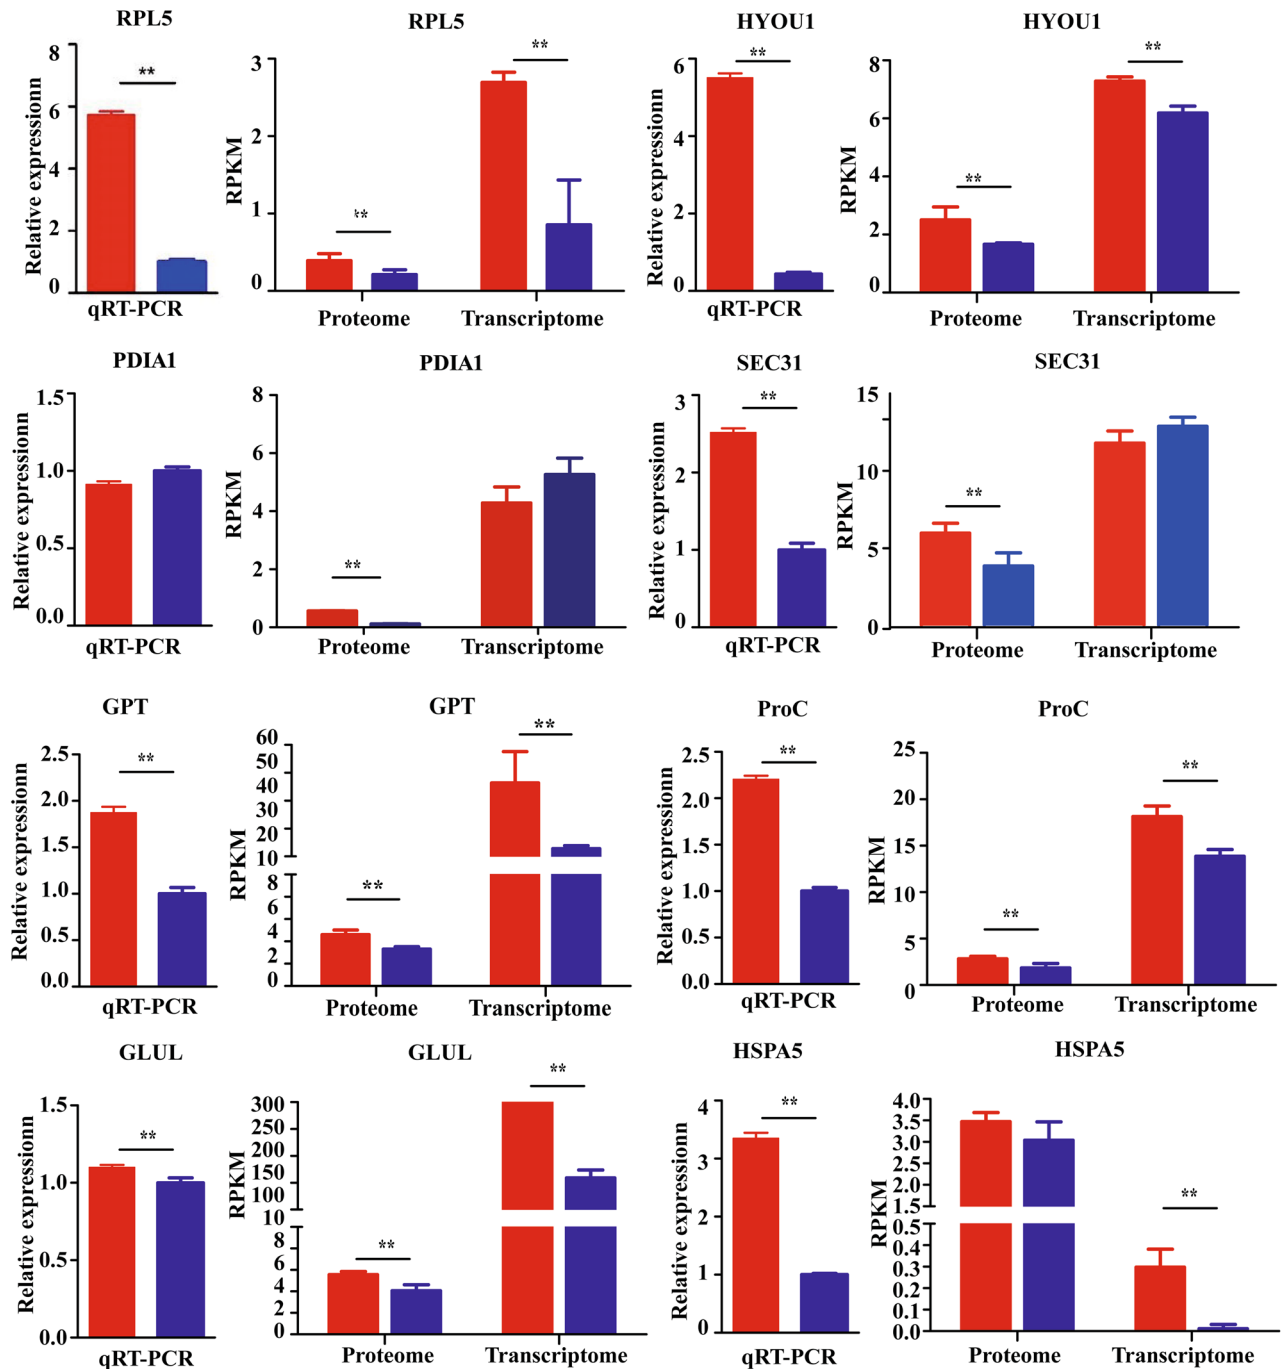 RPL5
RPL5
HYOU1
HYOU1
Relative expressionn
8
6
4
2
0
**
qRT-PCR
RPKM
3
2
1
0
**
**
Proteome
Transcriptome
Relative expressionn
6
4
2
0
**
qRT-PCR
RPKM
8
6
4
2
0
**
**
Proteome
Transcriptome
PDIA1
PDIA1
SEC31
SEC31
Relative expressionn
1.5
1.0
0.5
0.0
qRT-PCR
RPKM
8
6
4
2
0
**
Proteome
Transcriptome
Relative expressionn
3
2
1
0
**
qRT-PCR
RPKM
15
10
5
0
**
Proteome
Transcriptome
GPT
GPT
ProC
ProC
Relative expressionn
2.5
2.0
1.5
1.0
0.5
0.0
**
qRT-PCR
RPKM
60
50
40
30
20
10
8
6
4
2
0
**
**
Proteome
Transcriptome
Relative expressionn
2.5
2.0
1.5
1.0
0.5
0.0
**
qRT-PCR
RPKM
25
20
15
10
5
0
**
**
Proteome
Transcriptome
GLUL
GLUL
HSPA5
HSPA5
Relative expressionn
1.5
1.0
0.5
0.0
**
qRT-PCR
RPKM
300
250
200
150
100
10
8
6
4
2
0
**
**
Proteome
Transcriptome
Relative expressionn
4
3
2
1
0
**
qRT-PCR
RPKM
4.0
3.5
3.0
2.5
2.0
1.5
0.5
0.4
0.3
0.2
0.1
0.0
**
Proteome
Transcriptome